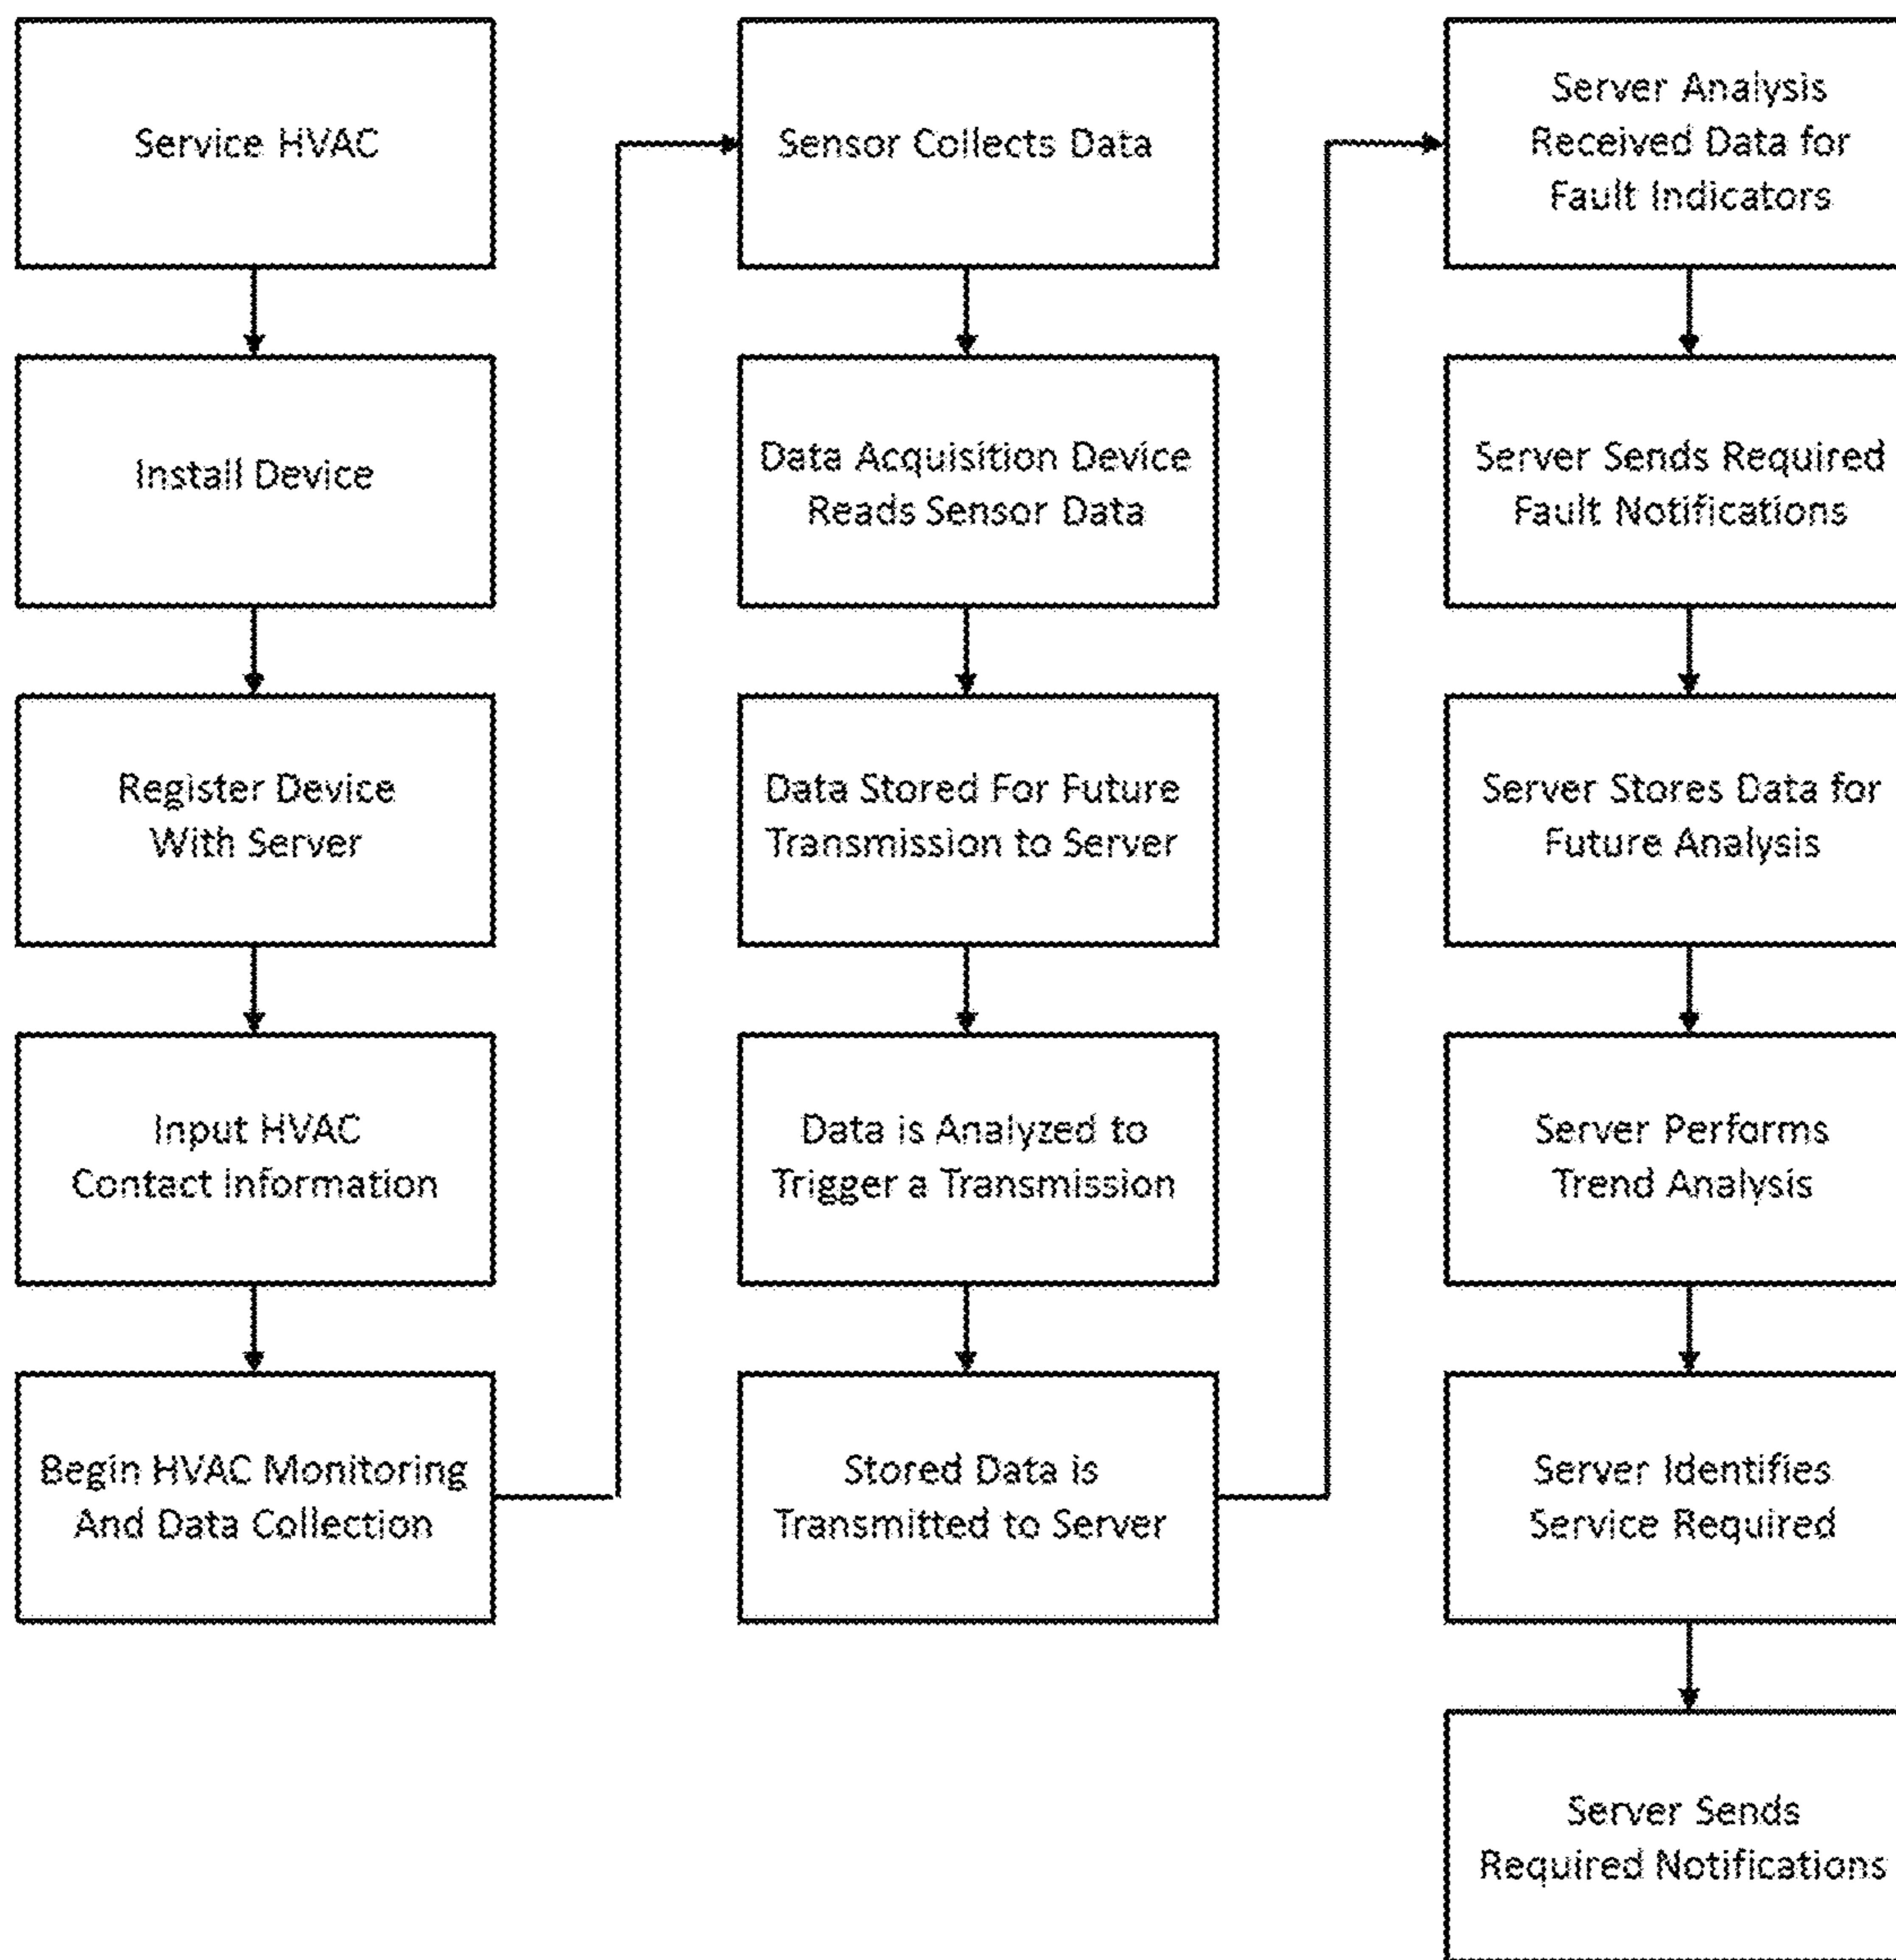 Service HVAC
Install Device
Register Device
With Server
Input HVAC
Contact Information
Begin HVAC Monitoring
And Data Collection
Sensor Collects Data
Data Acquisition Device
Reads Sensor Data
Data Stored For Future
Transmission to Server
Data is Analyzed to
Trigger a Transmission
Stored Data is
Transmitted to Server
Server Analysis
Received Data for
Fault Indicators
Server Sends Required
Fault Notifications
Server Stores Data for
Future Analysis
Server Performs
Trend Analysis
Server Identifies
Service Required
Server Sends
Required Notifications